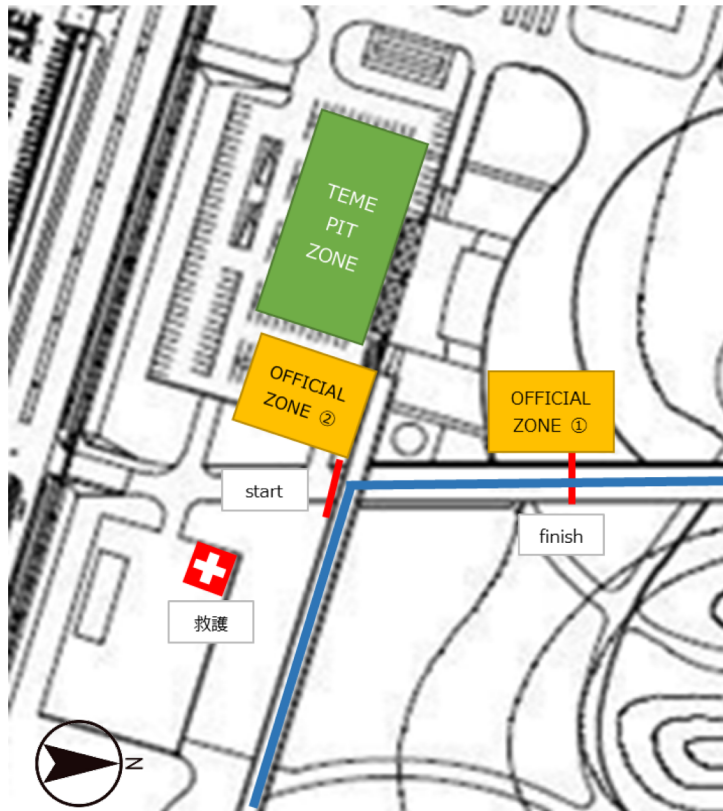 TEME
PIT
ZONE
OFFICIAL
ZONE ②
OFFICIAL
ZONE ①
start
finish
救護
N